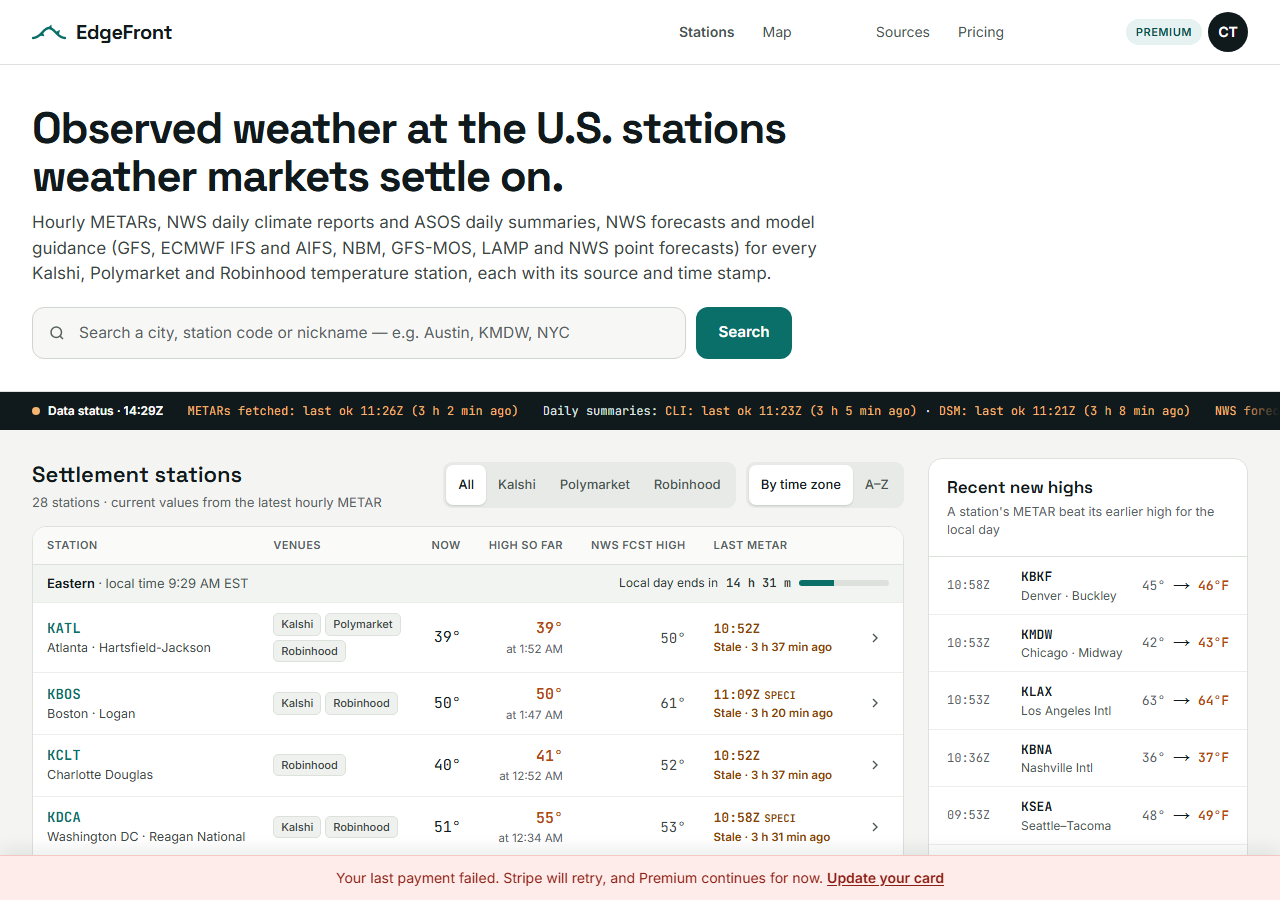 EdgeFront
Stations Map Sources Pricing
PREMIUM CT
Observed weather at the U.S. stations
weather markets settle on.
Hourly METARs, NWS daily climate reports and ASOS daily summaries, NWS forecasts and model
guidance (GFS, ECMWF IFS and AIFS, NBM, GFS-MOS, LAMP and NWS point forecasts) for every
Kalshi, Polymarket and Robinhood temperature station, each with its source and time stamp.
Search a city, station code or nickname — e.g. Austin, KMDW, NYC
Search
Data status · 14:29Z METARs fetched: last ok 11:26Z (3 h 2 min ago) Daily summaries: CLI: last ok 11:23Z (3 h 5 min ago) · DSM: last ok 11:21Z (3 h 8 min ago) NWS
Settlement stations
28 stations · current values from the latest hourly METAR
All Kalshi Polymarket Robinhood
By time zone A–Z
STATION VENUES NOW HIGH SO FAR NWS FCST HIGH LAST METAR
Eastern · local time 9:29 AM EST Local day ends in 14 h 31 m
KATL
Atlanta · Hartsfield-Jackson
Kalshi Polymarket
Robinhood
39°
39°
at 1:52 AM
50°
10:52Z
Stale · 3 h 37 min ago
KBOS
Boston · Logan
Kalshi Robinhood
50°
50°
at 1:47 AM
61°
11:09Z SPECI
Stale · 3 h 20 min ago
KCLT
Charlotte Douglas
Robinhood
40°
41°
at 12:52 AM
52°
10:52Z
Stale · 3 h 37 min ago
KDCA
Washington DC · Reagan National
Kalshi Robinhood
51°
55°
at 12:34 AM
53°
10:58Z SPECI
Stale · 3 h 31 min ago
Recent new highs
A station's METAR beat its earlier high for the
local day
10:58Z
KBKF
Denver · Buckley
45° → 46°F
10:53Z
KMDW
Chicago · Midway
42° → 43°F
10:53Z
KLAX
Los Angeles Intl
63° → 64°F
10:36Z
KBNA
Nashville Intl
36° → 37°F
09:53Z
KSEA
Seattle–Tacoma
48° → 49°F
Your last payment failed. Stripe will retry, and Premium continues for now. Update your card